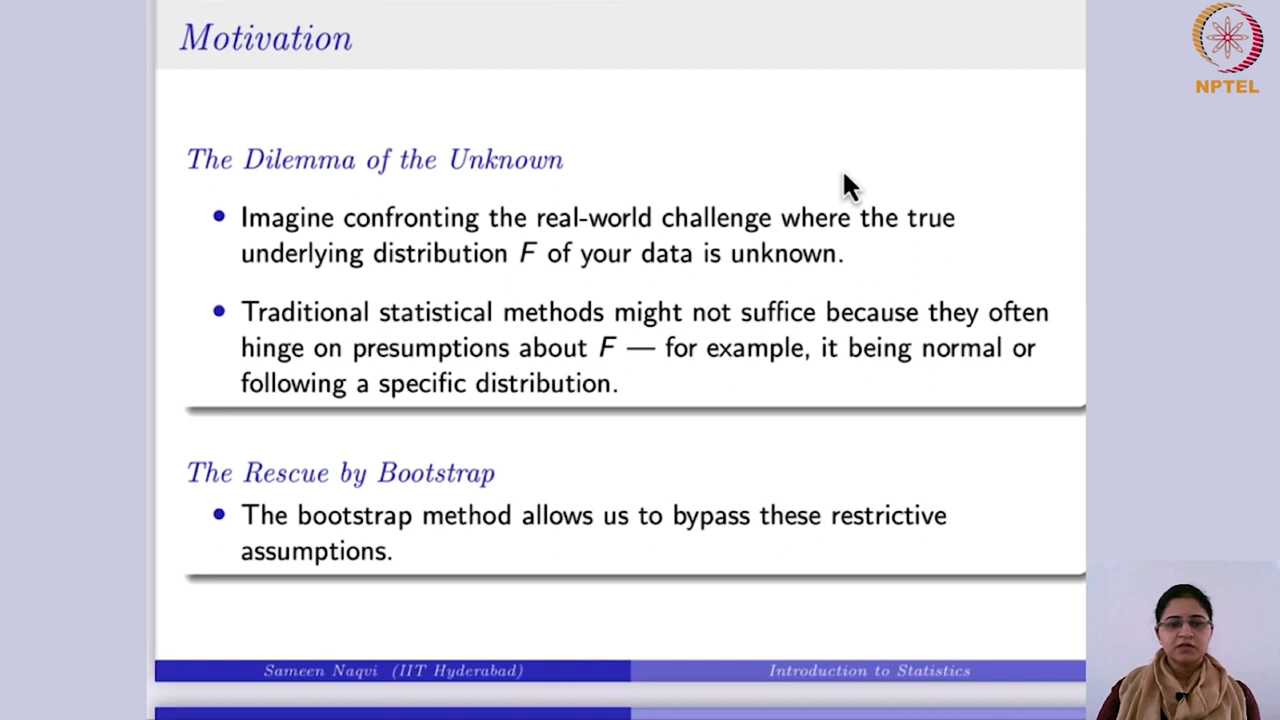 Motivation
NPTEL
The Dilemma of the Unknown
Imagine confronting the real-world challenge where the true
underlying distribution F of your data is unknown.
Traditional statistical methods might not suffice because they often
hinge on presumptions about F — for example, it being normal or
following a specific distribution.
The Rescue by Bootstrap
The bootstrap method allows us to bypass these restrictive
assumptions.
Sameen Naqvi (IIT Hyderabad)
Introduction to Statistics